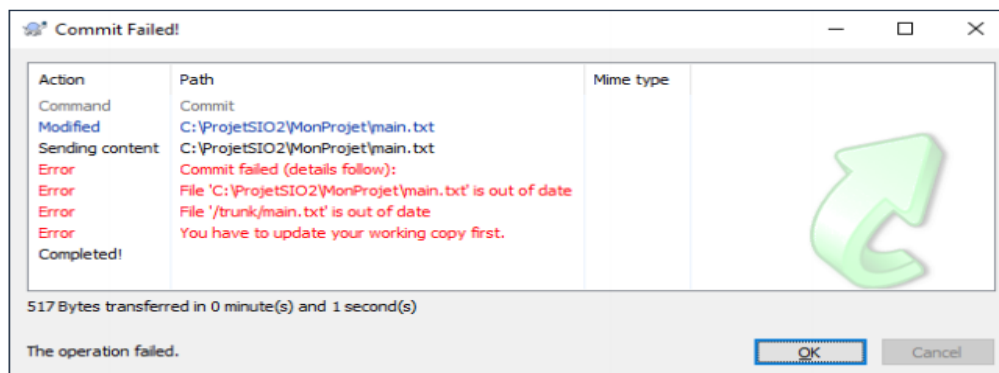 Commit Failed!
Action Path Mime type
Command Commit
Modified C:\ProjetSIO2\MonProjet\main.txt
Sending content C:\ProjetSIO2\MonProjet\main.txt
Error Commit failed (details follow):
Error File 'C:\ProjetSIO2\MonProjet\main.txt' is out of date
Error File '/trunk/main.txt' is out of date
Error You have to update your working copy first.
Completed!
517 Bytes transferred in 0 minute(s) and 1 second(s)
The operation failed.
OK Cancel